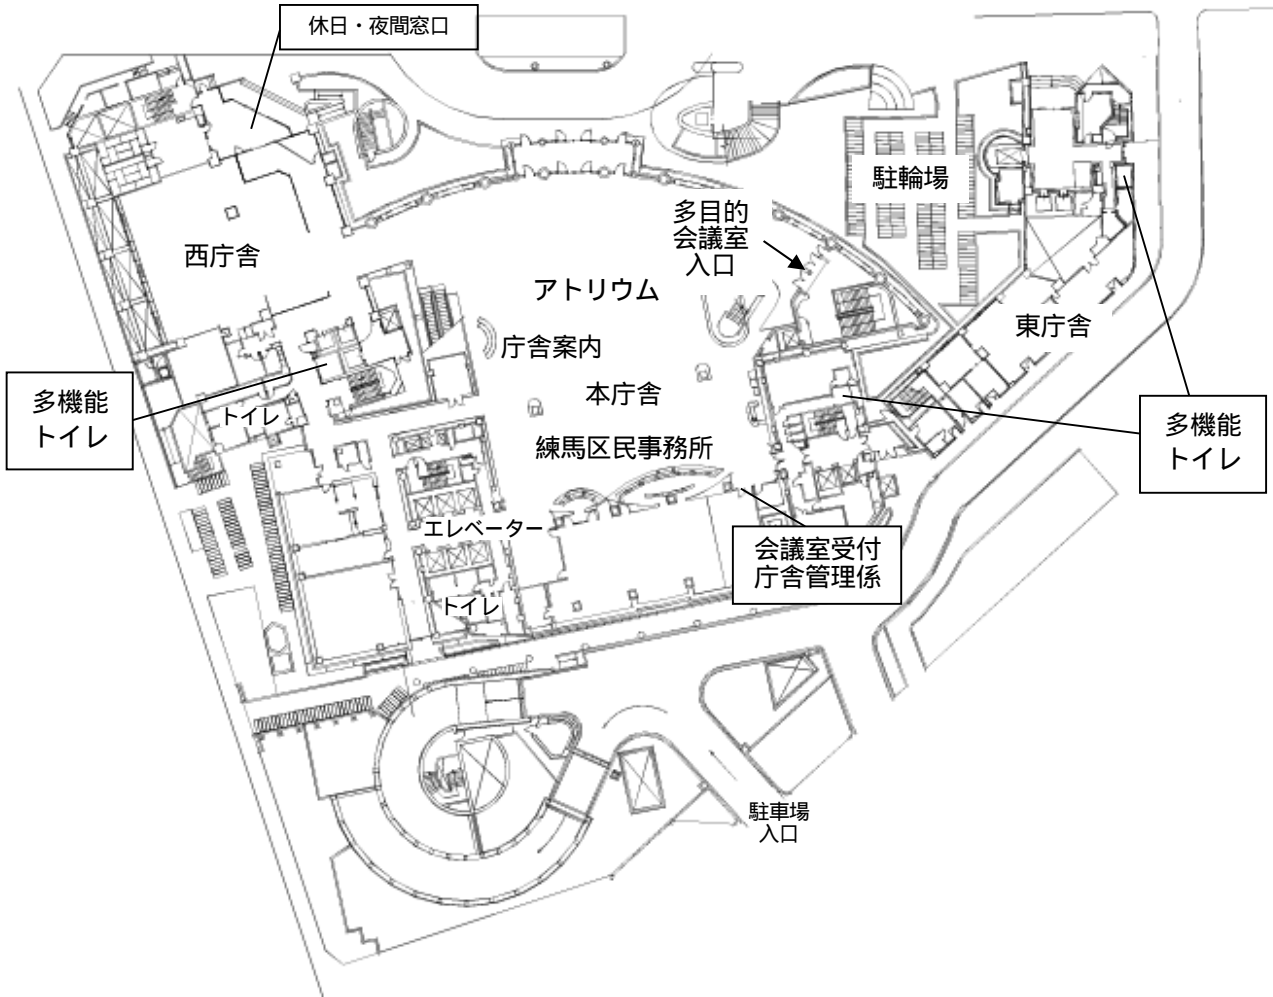 休日・夜間窓口
駐輪場
多目的
会議室
入口
西庁舎
アトリウム
東庁舎
庁舎案内
本庁舎
多機能
トイレ
トイレ
多機能
トイレ
練馬区民事務所
エレベーター
会議室受付
庁舎管理係
トイレ
駐車場
入口